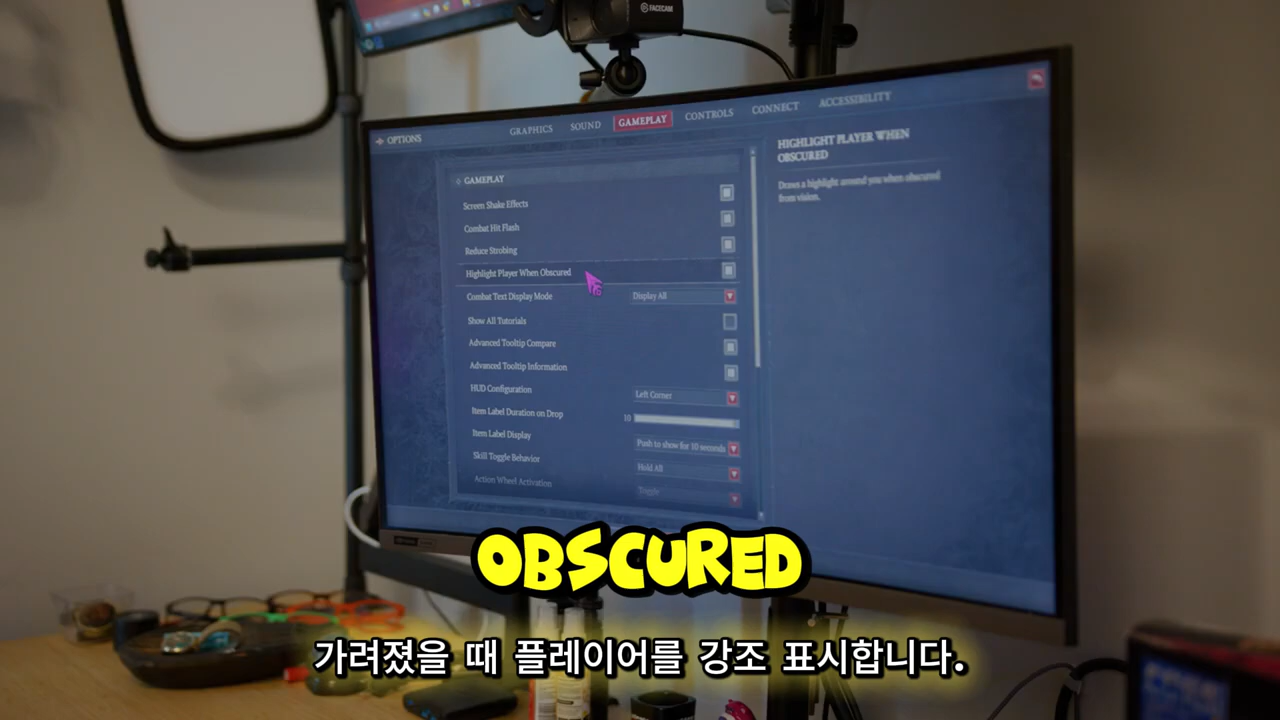 FACECAM
OPTIONS
GRAPHICS SOUND GAMEPLAY CONTROLS CONNECT ACCESSIBILITY
GAMEPLAY
Screen Shake Effects
Combat Hit Flash
Reduce Strobing
Highlight Player When Obscured
Combat Text Display Mode Display All
Show All Tutorials
Advanced Tooltip Compare
Advanced Tooltip Information
HUD Configuration Left Corner
Item Label Duration on Drop 10
Item Label Display Push to show for 10 seconds
Skill Toggle Behavior Hold All
Action Wheel Activation Toggle
HIGHLIGHT PLAYER WHEN
OBSCURED
Draws a highlight around you when obscured
from vision.
OBSCURED
가려졌을 때 플레이어를 강조 표시합니다.